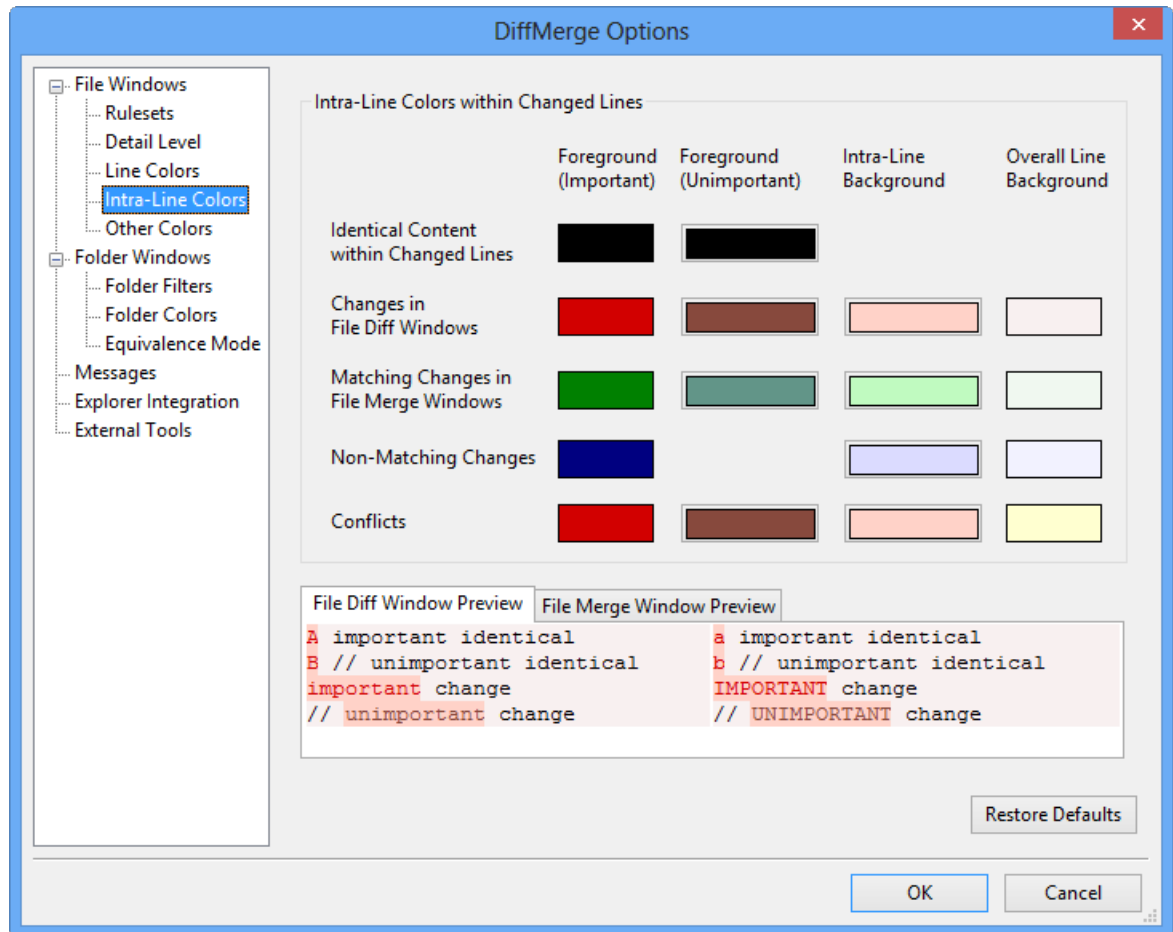 DiffMerge Options
File Windows
Rulesets
Detail Level
Line Colors
Intra-Line Colors
Other Colors
Folder Windows
Folder Filters
Folder Colors
Equivalence Mode
Messages
Explorer Integration
External Tools
Intra-Line Colors within Changed Lines
Foreground
(Important)
Foreground
(Unimportant)
Intra-Line
Background
Overall Line
Background
Identical Content
within Changed Lines
Changes in
File Diff Windows
Matching Changes in
File Merge Windows
Non-Matching Changes
Conflicts
File Diff Window Preview
File Merge Window Preview
A important identical
B // unimportant identical
important change
// unimportant change
a important identical
b // unimportant identical
IMPORTANT change
// UNIMPORTANT change
Restore Defaults
OK
Cancel